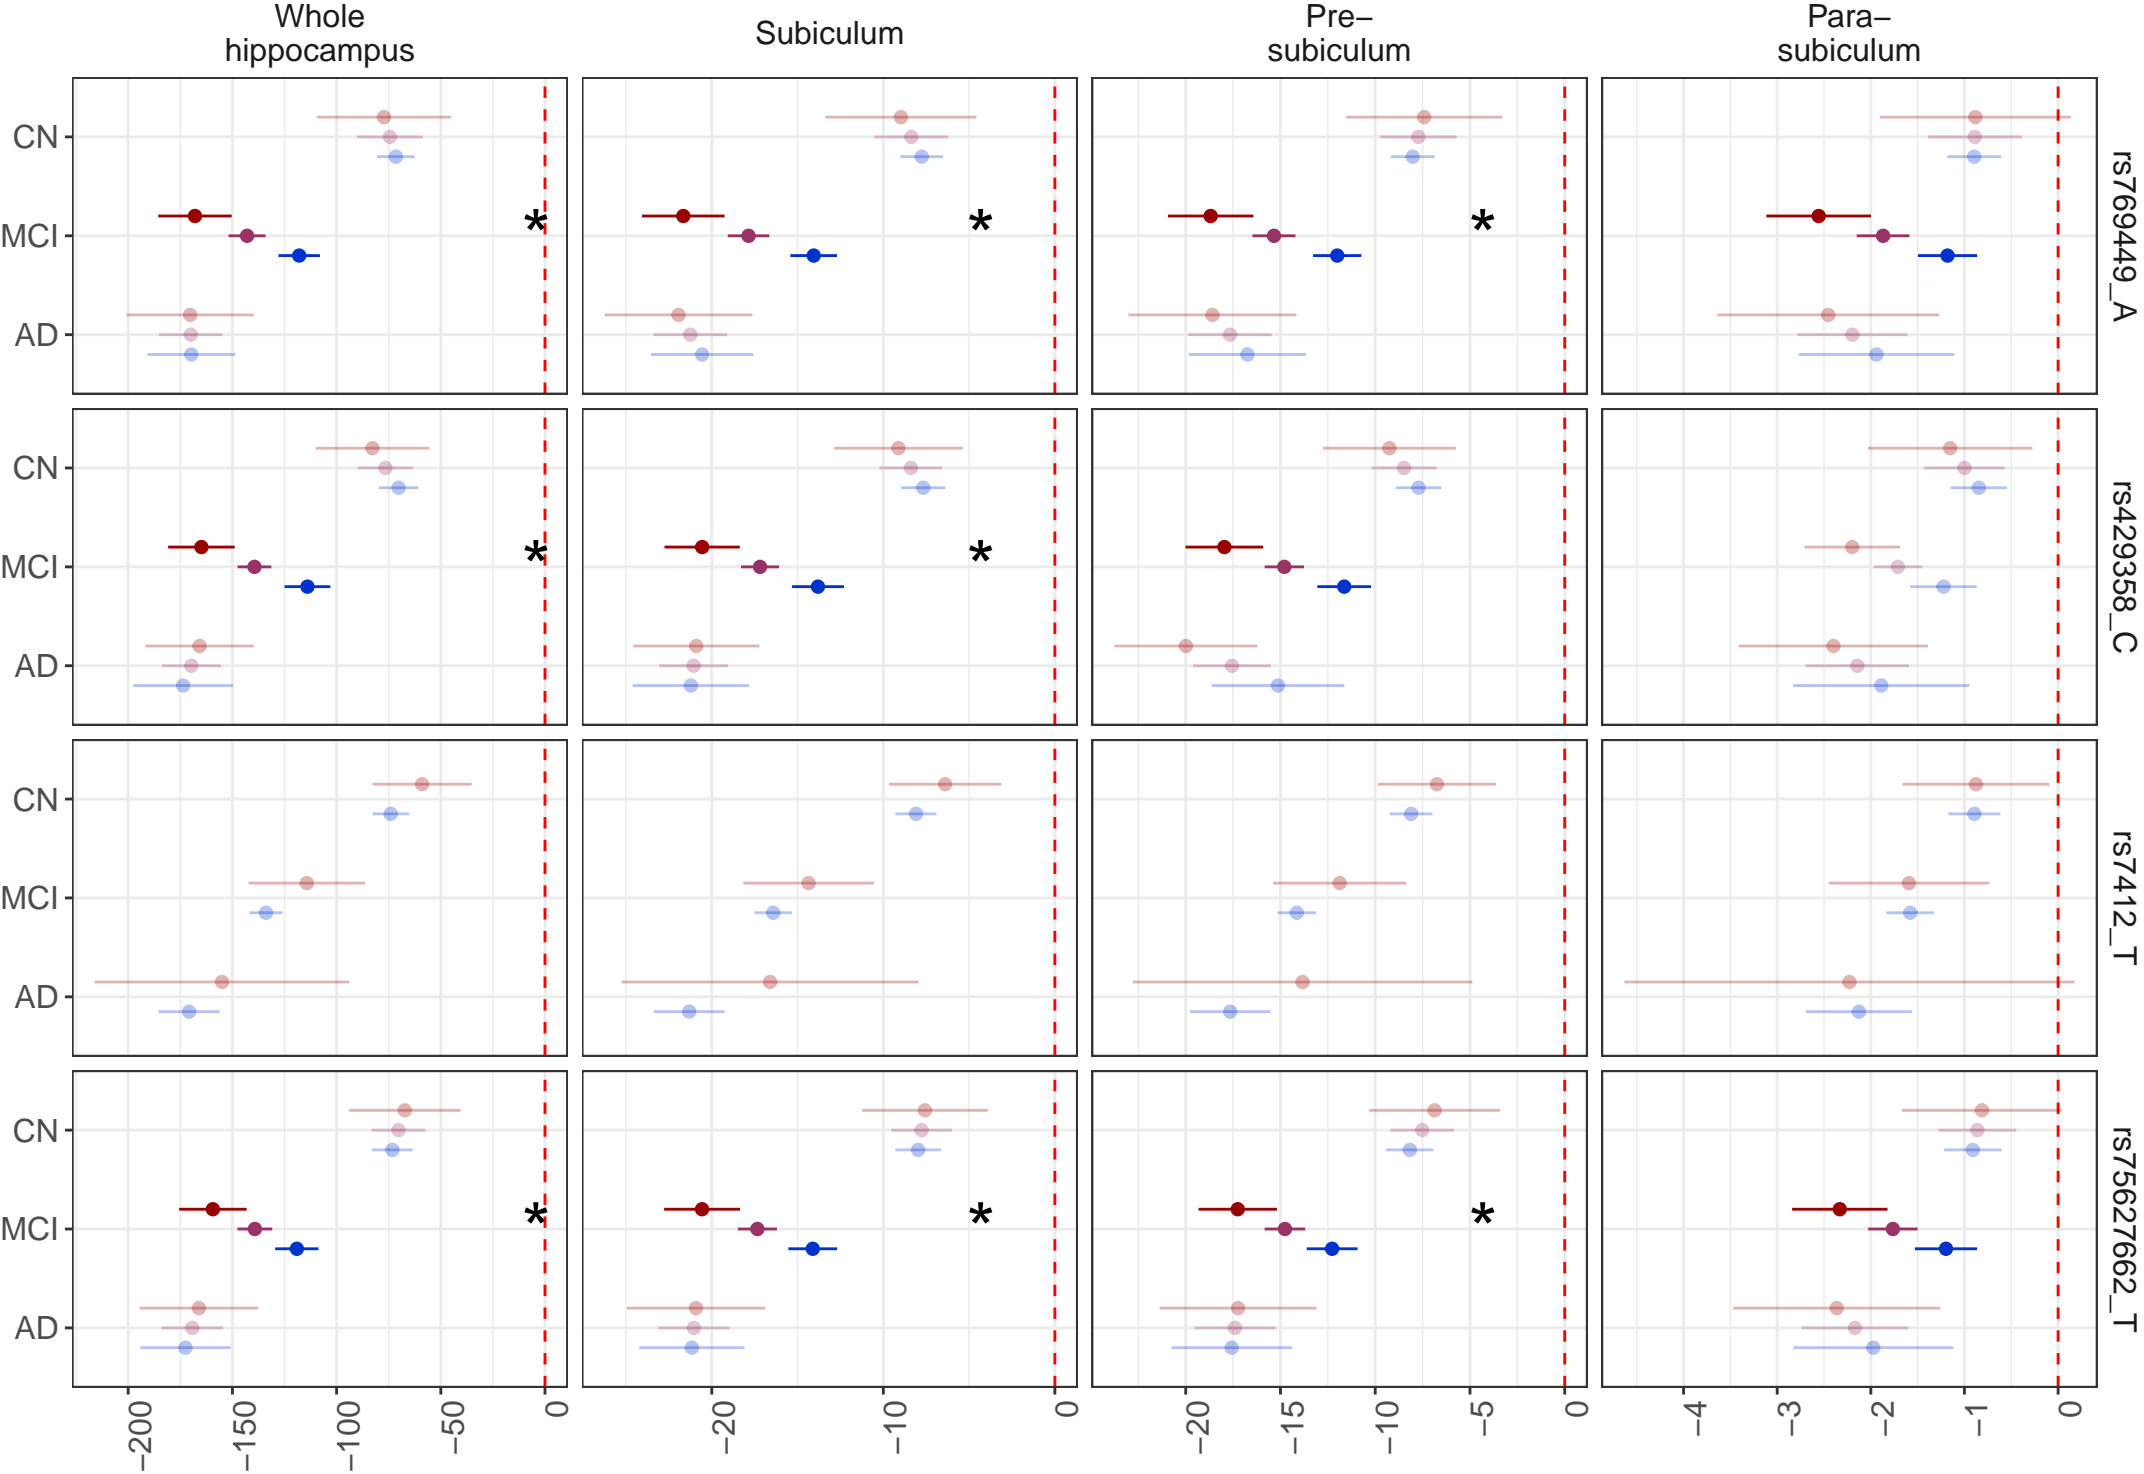 Whole
hippocampus
Subiculum
Pre–
subiculum
Para–
subiculum
CN
MCI
AD
*
*
*
rs769449_A
CN
MCI
AD
*
*
rs429358_C
CN
MCI
AD
rs7412_T
CN
MCI
AD
*
*
*
rs75627662_T
−200
−150
−100
−50
0
−20
−10
0
−20
−15
−10
−5
0
−4
−3
−2
−1
0